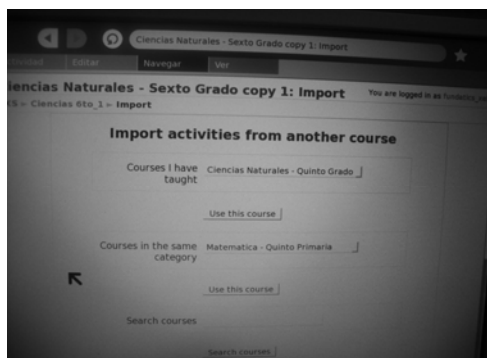 Ciencias Naturales - Sexto Grado copy 1: Import
Editar Navegar Ver
iencias Naturales - Sexto Grado copy 1: Import You are logged in as
Ciencias 6to_1 Import
Import activities from another course
Courses I have taught Ciencias Naturales - Quinto Grado
Use this course
Courses in the same category Matematica - Quinto Primaria
Use this course
Search courses
Search courses